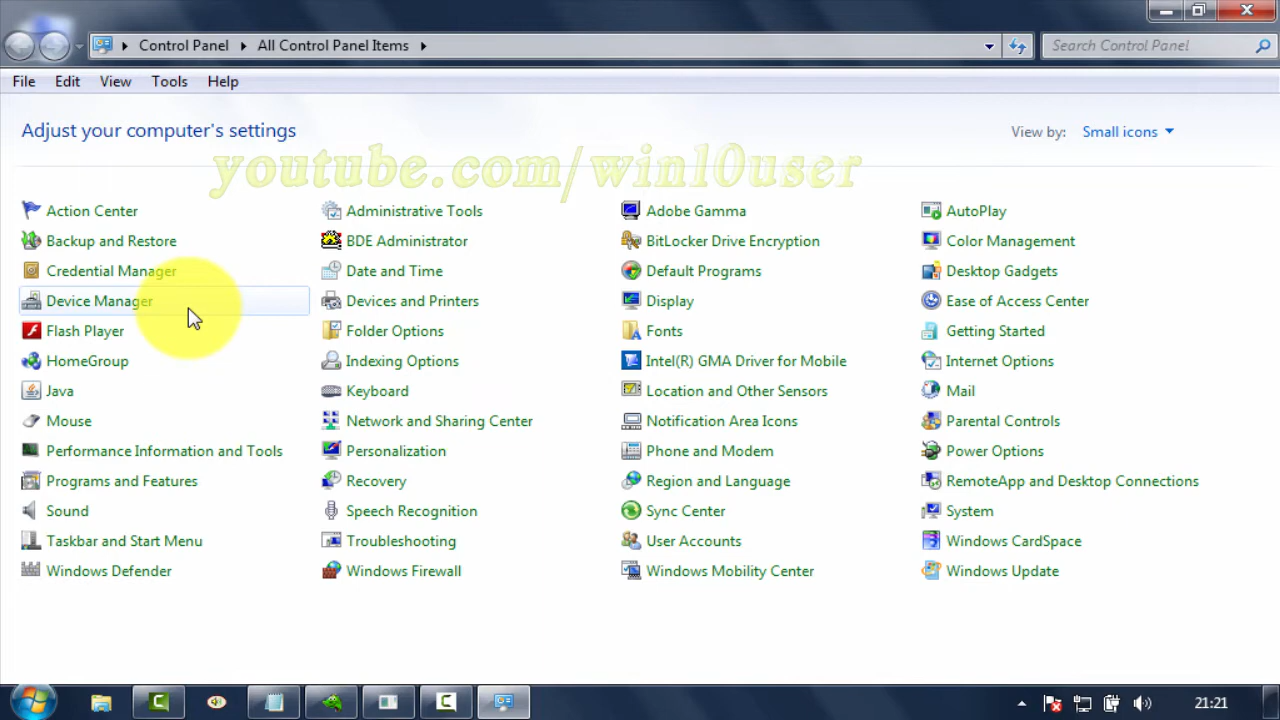 Control Panel All Control Panel Items Search Control Panel
File Edit View Tools Help
Adjust your computer's settings View by: Small icons
youtube.com/win10user
Action Center Administrative Tools Adobe Gamma AutoPlay
Backup and Restore BDE Administrator BitLocker Drive Encryption Color Management
Credential Manager Date and Time Default Programs Desktop Gadgets
Device Manager Devices and Printers Display Ease of Access Center
Flash Player Folder Options Fonts Getting Started
HomeGroup Indexing Options Intel(R) GMA Driver for Mobile Internet Options
Java Keyboard Location and Other Sensors Mail
Mouse Network and Sharing Center Notification Area Icons Parental Controls
Performance Information and Tools Personalization Phone and Modem Power Options
Programs and Features Recovery Region and Language RemoteApp and Desktop Connections
Sound Speech Recognition Sync Center System
Taskbar and Start Menu Troubleshooting User Accounts Windows CardSpace
Windows Defender Windows Firewall Windows Mobility Center Windows Update
21:21